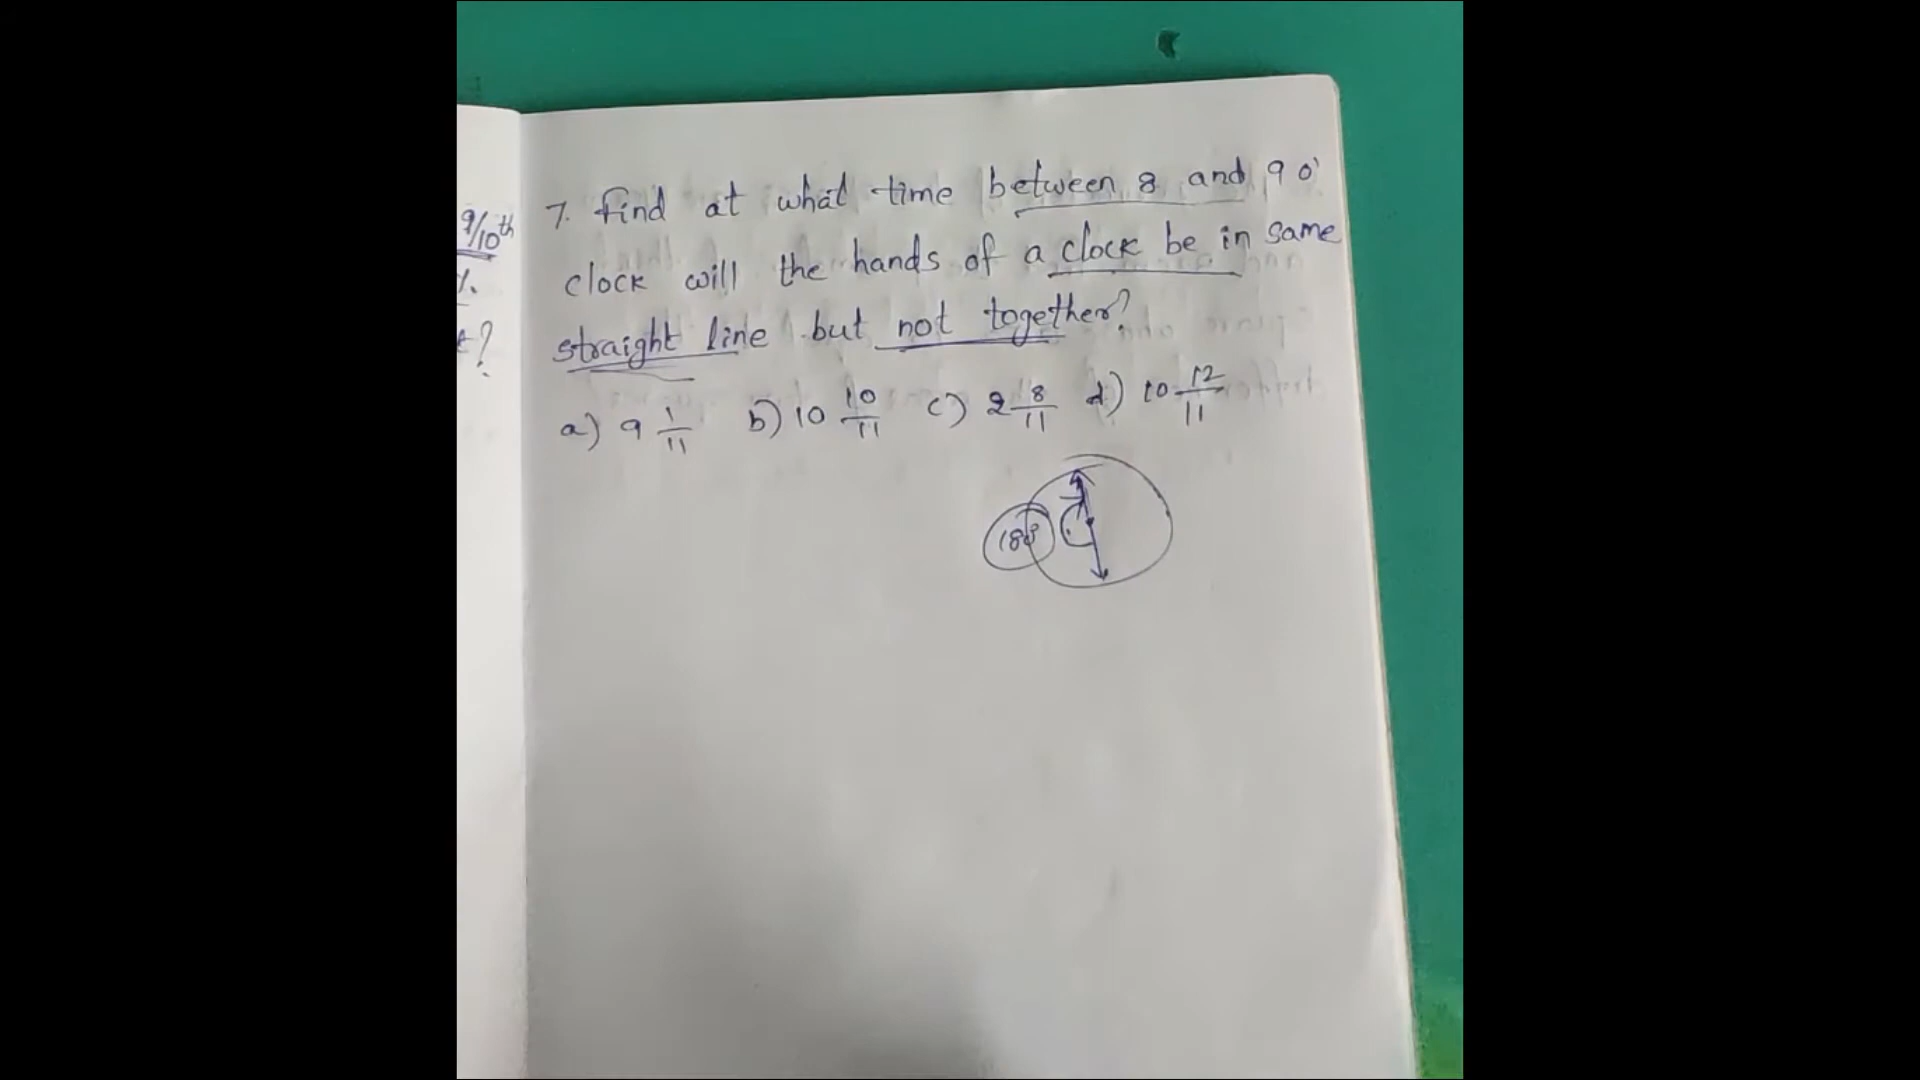 9/10th
%.
t?
7. find at what time between 8 and 9 o'
clock will the hands of a clock be in same
straight line but not together?
a) 9 1/11 b) 10 10/11 c) 2 8/11 d) 10 12/11
180